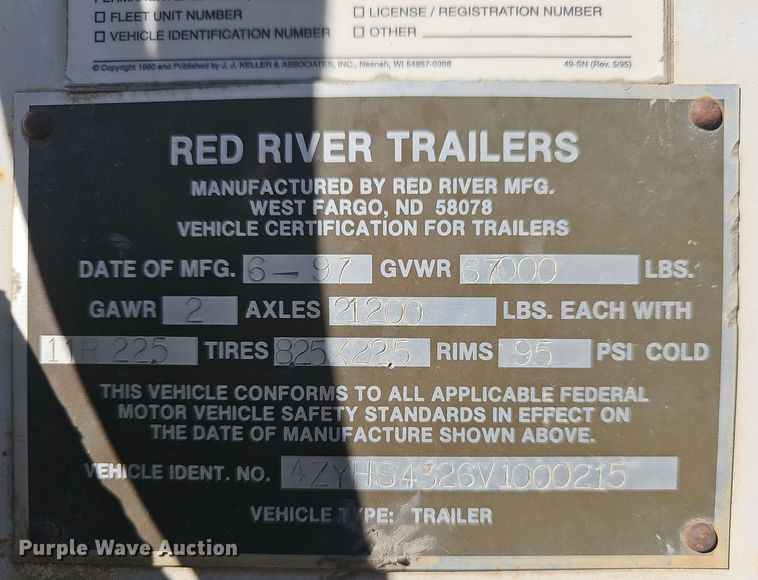 ☐ FLEET UNIT NUMBER ☐ LICENSE / REGISTRATION NUMBER
☐ VEHICLE IDENTIFICATION NUMBER ☐ OTHER
© Copyright 1980 and Published by J. J. KELLER & ASSOCIATES, INC., Neenah, WI 54957-0368 49-SN (Rev. 5/95)
RED RIVER TRAILERS
MANUFACTURED BY RED RIVER MFG.
WEST FARGO, ND 58078
VEHICLE CERTIFICATION FOR TRAILERS
DATE OF MFG. 6-97 GVWR 67000 LBS.
GAWR 2 AXLES 21200 LBS. EACH WITH
11R 22.5 TIRES 8.25X22.5 RIMS 95 PSI COLD
THIS VEHICLE CONFORMS TO ALL APPLICABLE FEDERAL
MOTOR VEHICLE SAFETY STANDARDS IN EFFECT ON
THE DATE OF MANUFACTURE SHOWN ABOVE.
VEHICLE IDENT. NO. 4ZYHS4326V1000215
VEHICLE TYPE: TRAILER
Purple Wave Auction